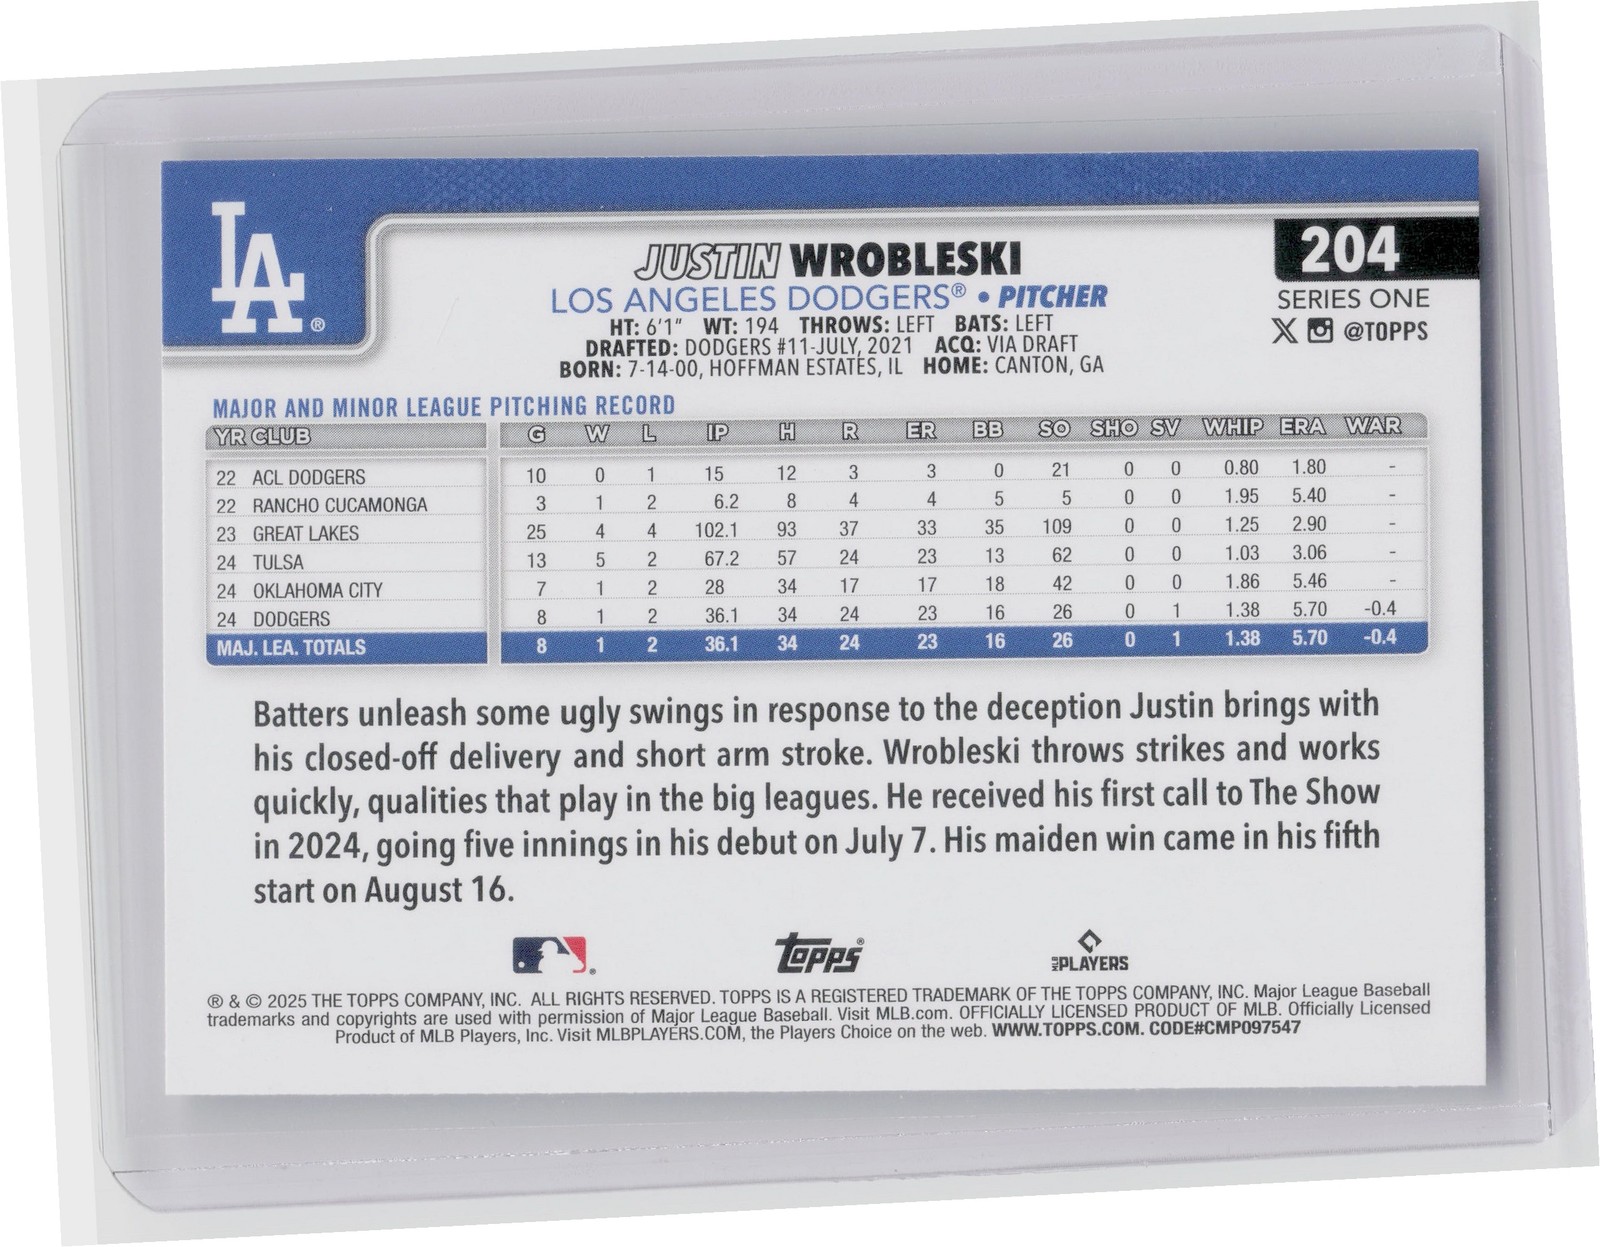 LA®
JUSTIN WROBLESKI
LOS ANGELES DODGERS® • PITCHER
HT: 6'1" WT: 194 THROWS: LEFT BATS: LEFT
DRAFTED: DODGERS #11-JULY, 2021 ACQ: VIA DRAFT
BORN: 7-14-00, HOFFMAN ESTATES, IL HOME: CANTON, GA
204
SERIES ONE
X @TOPPS
MAJOR AND MINOR LEAGUE PITCHING RECORD
YR CLUB G W L IP H R ER BB SO SHO SV WHIP ERA WAR
22 ACL DODGERS 10 0 1 15 12 3 3 0 21 0 0 0.80 1.80 -
22 RANCHO CUCAMONGA 3 1 2 6.2 8 4 4 5 5 0 0 1.95 5.40 -
23 GREAT LAKES 25 4 4 102.1 93 37 33 35 109 0 0 1.25 2.90 -
24 TULSA 13 5 2 67.2 57 24 23 13 62 0 0 1.03 3.06 -
24 OKLAHOMA CITY 7 1 2 28 34 17 17 18 42 0 0 1.86 5.46 -
24 DODGERS 8 1 2 36.1 34 24 23 16 26 0 1 1.38 5.70 -0.4
MAJ. LEA. TOTALS 8 1 2 36.1 34 24 23 16 26 0 1 1.38 5.70 -0.4
Batters unleash some ugly swings in response to the deception Justin brings with
his closed-off delivery and short arm stroke. Wrobleski throws strikes and works
quickly, qualities that play in the big leagues. He received his first call to The Show
in 2024, going five innings in his debut on July 7. His maiden win came in his fifth
start on August 16.
® Topps® MLB PLAYERS
® & © 2025 THE TOPPS COMPANY, INC. ALL RIGHTS RESERVED. TOPPS IS A REGISTERED TRADEMARK OF THE TOPPS COMPANY, INC. Major League Baseball
trademarks and copyrights are used with permission of Major League Baseball. Visit MLB.com. OFFICIALLY LICENSED PRODUCT OF MLB. Officially Licensed
Product of MLB Players, Inc. Visit MLBPLAYERS.COM, the Players Choice on the web. WWW.TOPPS.COM. CODE#CMP097547